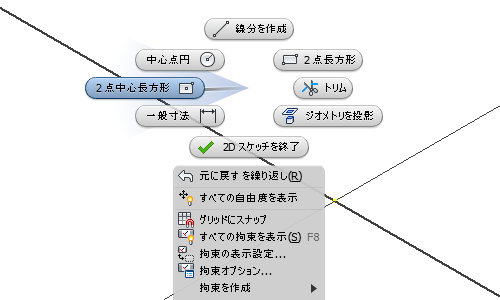 線分を作成
中心点円
2点長方形
2点中心長方形
トリム
一般寸法
ジオメトリを投影
2Dスケッチを終了
元に戻すを繰り返し(R)
すべての自由度を表示
グリッドにスナップ
すべての拘束を表示(S) F8
拘束の表示設定...
拘束オプション...
拘束を作成